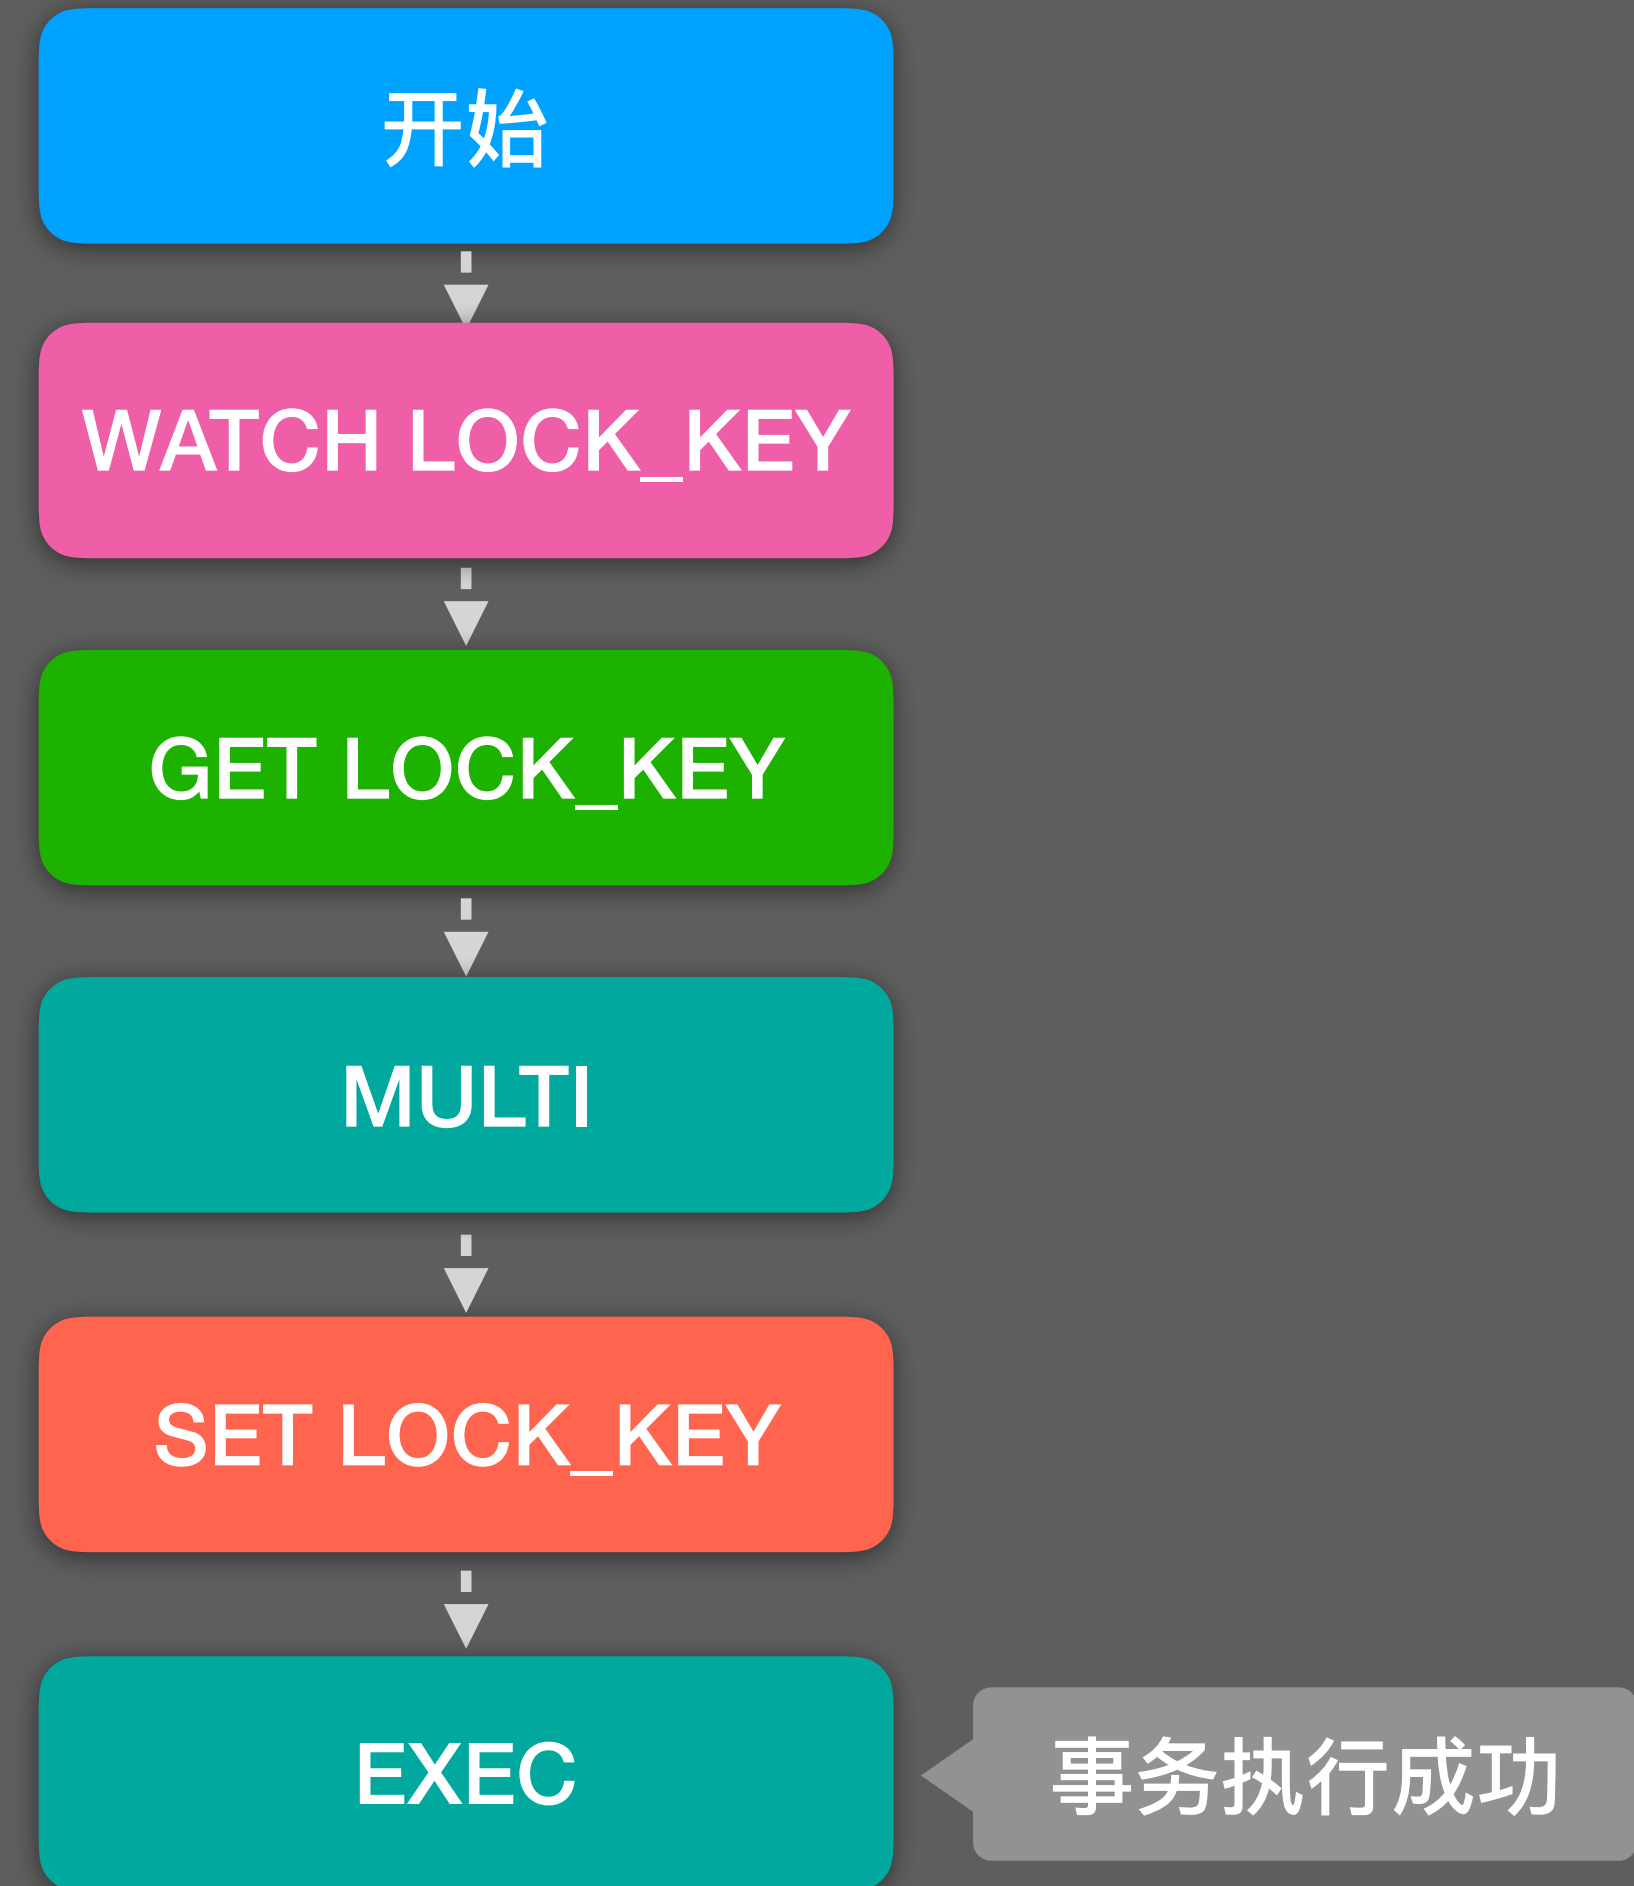 开始
WATCH LOCK_KEY
GET LOCK_KEY
MULTI
SET LOCK_KEY
EXEC
事务执行成功